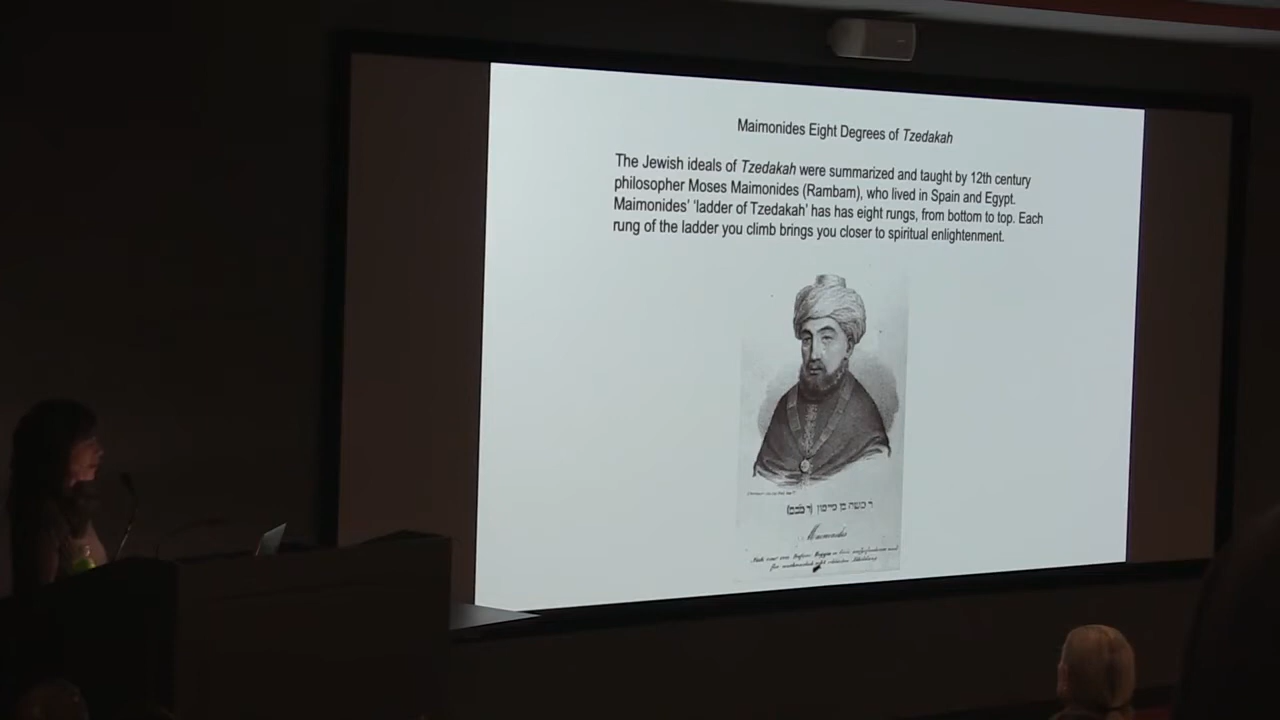 Maimonides Eight Degrees of Tzedakah
The Jewish ideals of Tzedakah were summarized and taught by 12th century
philosopher Moses Maimonides (Rambam), who lived in Spain and Egypt.
Maimonides’ ‘ladder of Tzedakah’ has has eight rungs, from bottom to top. Each
rung of the ladder you climb brings you closer to spiritual enlightenment.
Maimonides